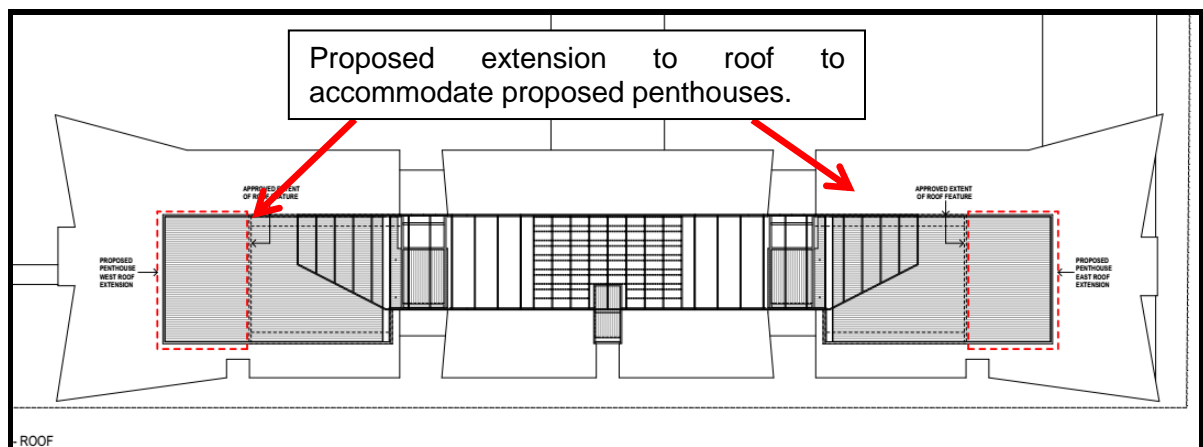 Proposed extension to roof to
accommodate proposed penthouses.
APPROVED EXTENT
OF ROOF FEATURE
APPROVED EXTENT
OF ROOF FEATURE
PROPOSED
PENTHOUSE
WEST ROOF
EXTENSION
PROPOSED
PENTHOUSE
EAST ROOF
EXTENSION
- ROOF